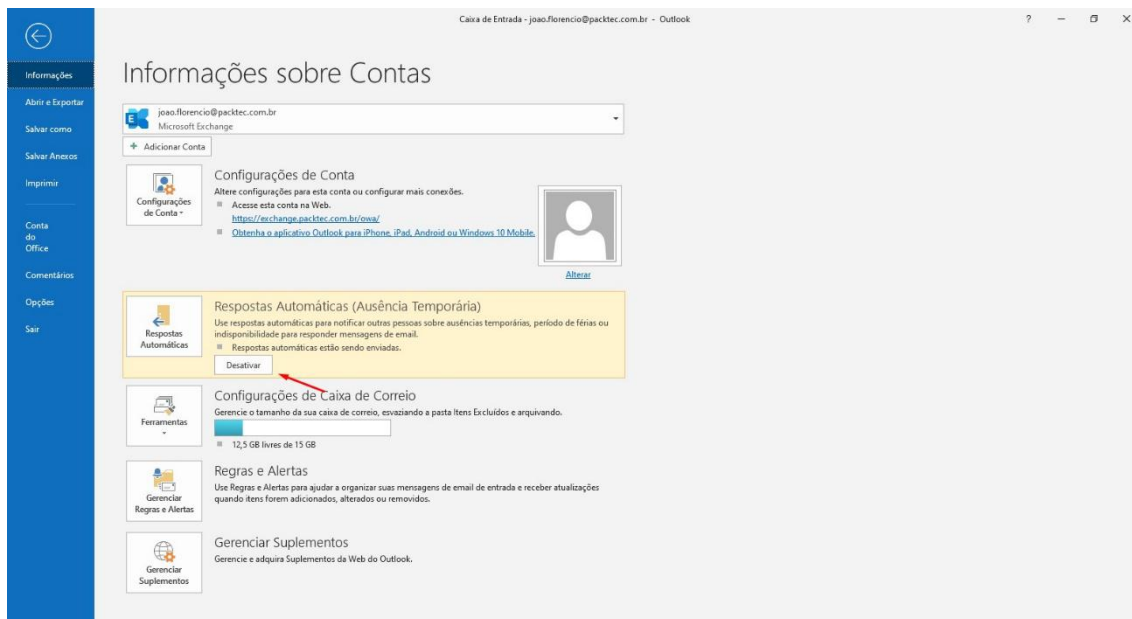 Caixa de Entrada - joao.florencio@packtec.com.br - Outlook
?
Informações
Abrir e Exportar
Salvar como
Salvar Anexos
Imprimir
Conta
do
Office
Comentários
Opções
Sair
Informações sobre Contas
joao.florencio@packtec.com.br
Microsoft Exchange
+ Adicionar Conta
Configurações
de Conta
Configurações de Conta
Altere configurações para esta conta ou configurar mais conexões.
Acesse esta conta na Web.
https://exchange.packtec.com.br/owa/
Obtenha o aplicativo Outlook para iPhone, iPad, Android ou Windows 10 Mobile.
Alterar
Respostas
Automáticas
Respostas Automáticas (Ausência Temporária)
Use respostas automáticas para notificar outras pessoas sobre ausências temporárias, período de férias ou
indisponibilidade para responder mensagens de email.
Respostas automáticas estão sendo enviadas.
Desativar
Ferramentas
Configurações de Caixa de Correio
Gerencie o tamanho da sua caixa de correio, esvaziando a pasta Itens Excluídos e arquivando.
12,5 GB livres de 15 GB
Gerenciar
Regras e Alertas
Regras e Alertas
Use Regras e Alertas para ajudar a organizar suas mensagens de email de entrada e receber atualizações
quando itens forem adicionados, alterados ou removidos.
Gerenciar
Suplementos
Gerenciar Suplementos
Gerencie e adquira Suplementos da Web do Outlook.